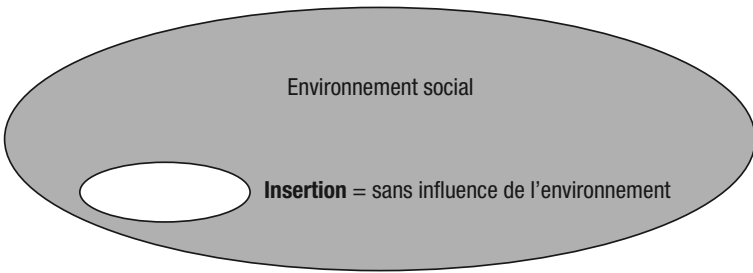 Environnement social
Insertion = sans influence de l’environnement